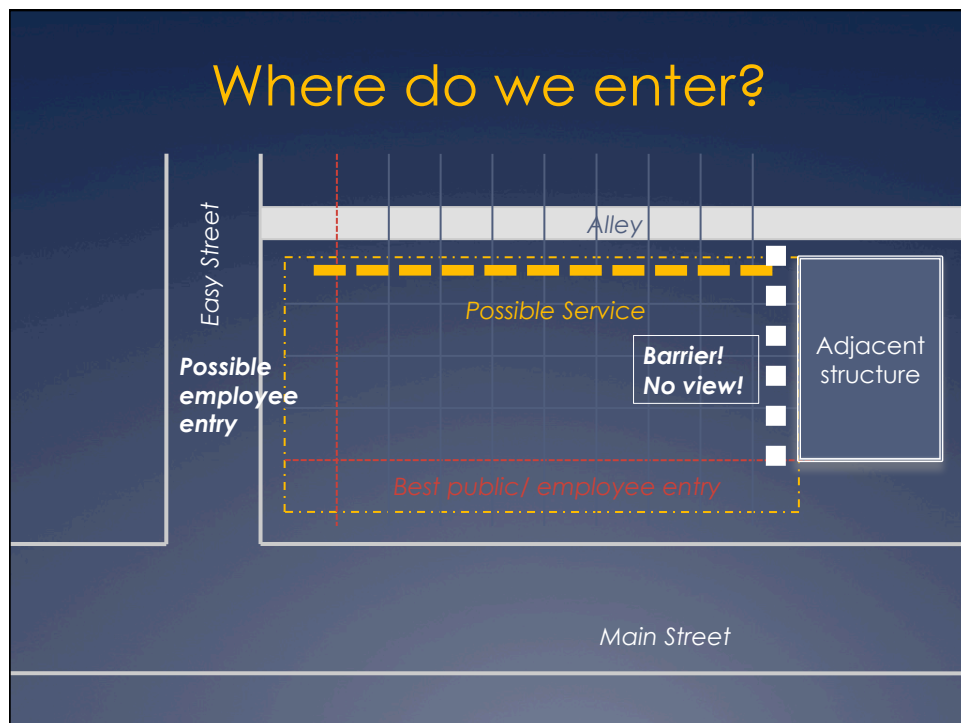 Where do we enter?
Alley
Easy Street
Possible Service
Possible
employee
entry
Barrier!
No view!
Adjacent
structure
Best public/ employee entry
Main Street